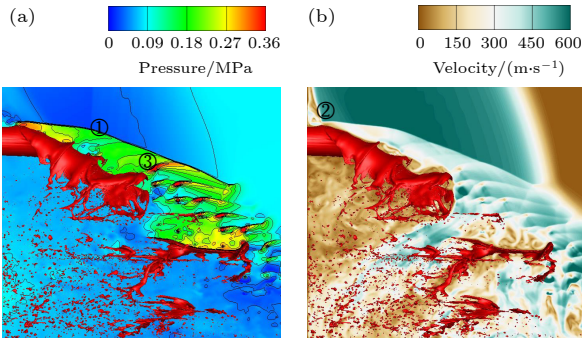 (a)
0 0.09 0.18 0.27 0.36
Pressure/MPa
①
③
(b)
0 150 300 450 600
Velocity/(m·s⁻¹)
②